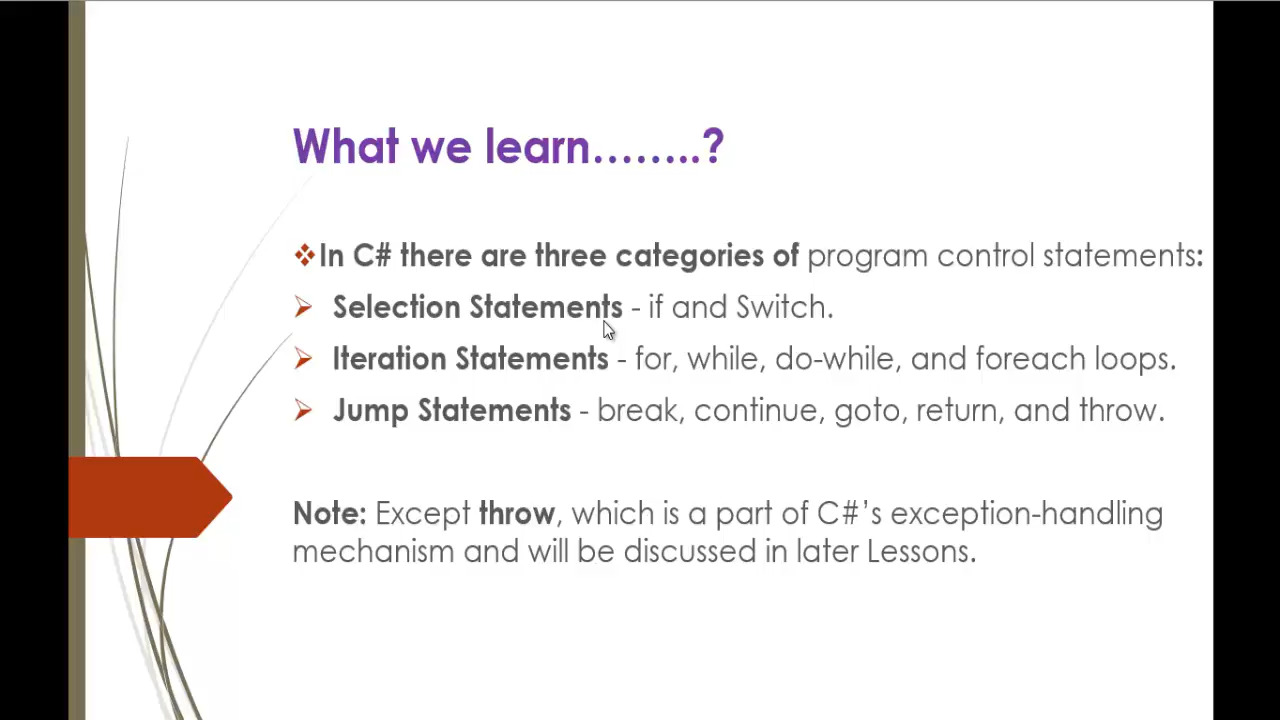 What we learn........?
In C# there are three categories of program control statements:
Selection Statements - if and Switch.
Iteration Statements - for, while, do-while, and foreach loops.
Jump Statements - break, continue, goto, return, and throw.
Note: Except throw, which is a part of C#’s exception-handling
mechanism and will be discussed in later Lessons.